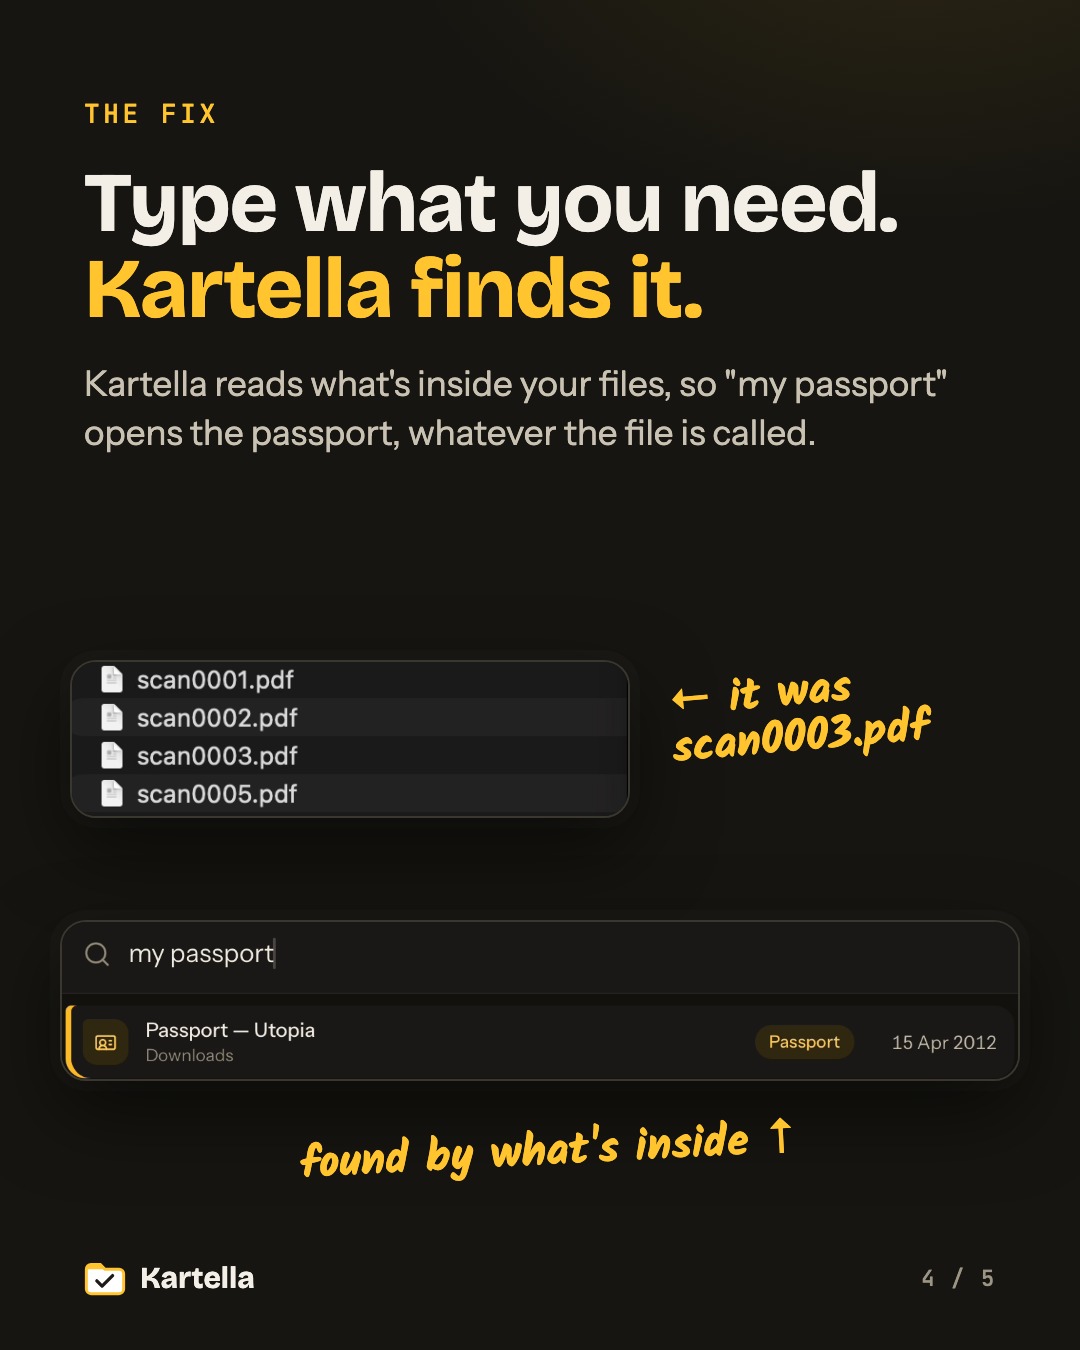 THE FIX
Type what you need.
Kartella finds it.
Kartella reads what's inside your files, so "my passport"
opens the passport, whatever the file is called.
scan0001.pdf
scan0002.pdf
scan0003.pdf
scan0005.pdf
← it was
scan0003.pdf
my passport
Passport — Utopia
Downloads
Passport
15 Apr 2012
found by what's inside ↑
Kartella
4 / 5